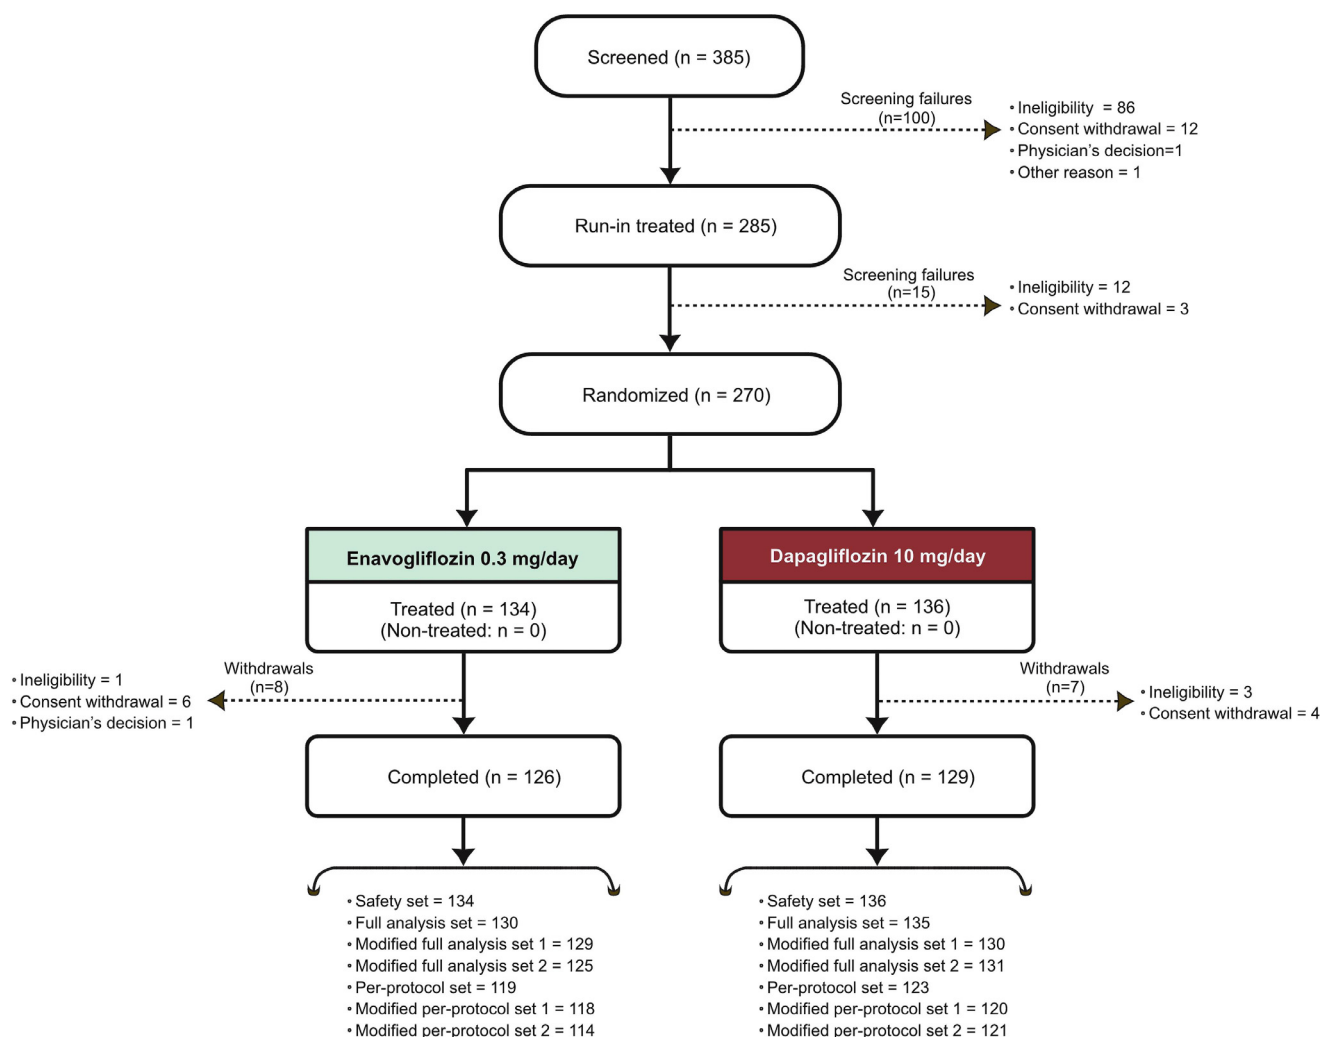 Screened (n = 385)
Screening failures
(n=100)
• Ineligibility = 86
• Consent withdrawal = 12
• Physician's decision=1
• Other reason = 1
Run-in treated (n = 285)
Screening failures
(n=15)
• Ineligibility = 12
• Consent withdrawal = 3
Randomized (n = 270)
Enavogliflozin 0.3 mg/day
Treated (n = 134)
(Non-treated: n = 0)
Dapagliflozin 10 mg/day
Treated (n = 136)
(Non-treated: n = 0)
Withdrawals
(n=8)
• Ineligibility = 1
• Consent withdrawal = 6
• Physician's decision = 1
Withdrawals
(n=7)
• Ineligibility = 3
• Consent withdrawal = 4
Completed (n = 126)
Completed (n = 129)
• Safety set = 134
• Full analysis set = 130
• Modified full analysis set 1 = 129
• Modified full analysis set 2 = 125
• Per-protocol set = 119
• Modified per-protocol set 1 = 118
• Modified per-protocol set 2 = 114
• Safety set = 136
• Full analysis set = 135
• Modified full analysis set 1 = 130
• Modified full analysis set 2 = 131
• Per-protocol set = 123
• Modified per-protocol set 1 = 120
• Modified per-protocol set 2 = 121